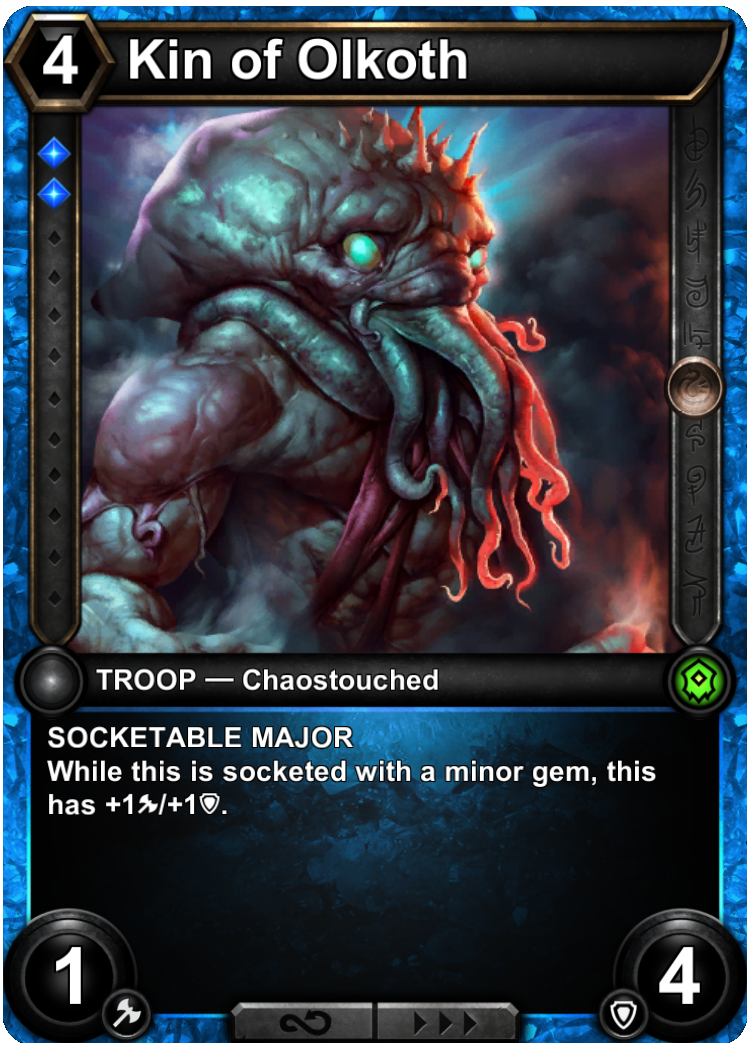 4 Kin of Olkoth
TROOP — Chaostouched
SOCKETABLE MAJOR
While this is socketed with a minor gem, this
has +1/+1.
1 4